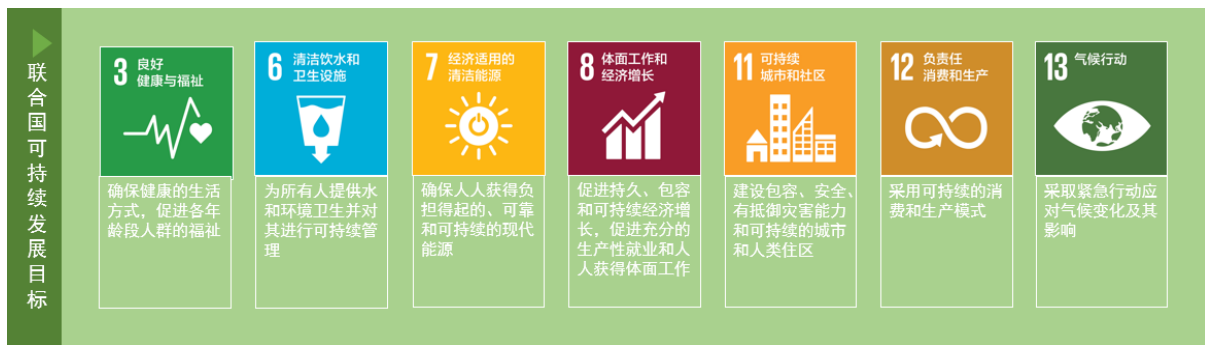 联合国可持续发展目标
3 良好
健康与福祉
确保健康的生活
方式，促进各年
龄段人群的福祉
6 清洁饮水和
卫生设施
为所有人提供水
和环境卫生并对
其进行可持续管
理
7 经济适用的
清洁能源
确保人人获得负
担得起的、可靠
和可持续的现代
能源
8 体面工作和
经济增长
促进持久、包容
和可持续经济增
长，促进充分的
生产性就业和人
人获得体面工作
11 可持续
城市和社区
建设包容、安全、
有抵御灾害能力
和可持续的城市
和人类住区
12 负责任
消费和生产
采用可持续的消
费和生产模式
13 气候行动
采取紧急行动应
对气候变化及其
影响